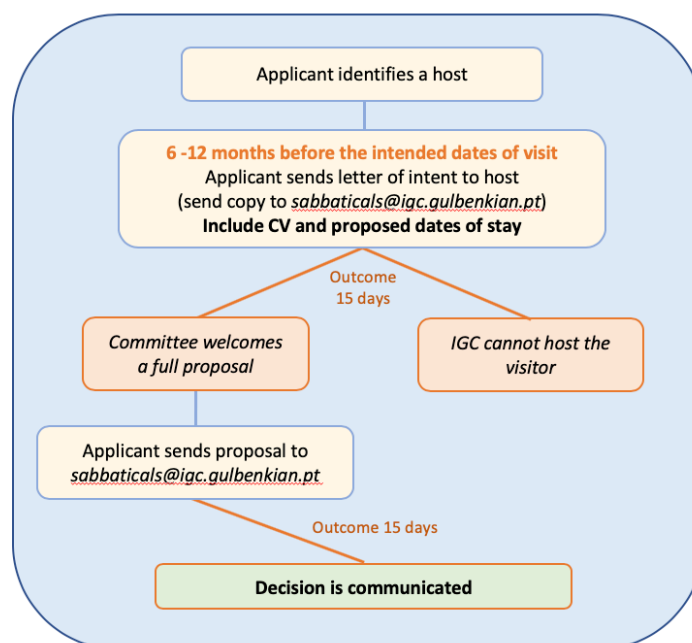 Applicant identifies a host
6 -12 months before the intended dates of visit
Applicant sends letter of intent to host
(send copy to sabbaticals@igc.gulbenkian.pt)
Include CV and proposed dates of stay
Outcome
15 days
Committee welcomes
a full proposal
IGC cannot host the
visitor
Applicant sends proposal to
sabbaticals@igc.gulbenkian.pt
Outcome 15 days
Decision is communicated